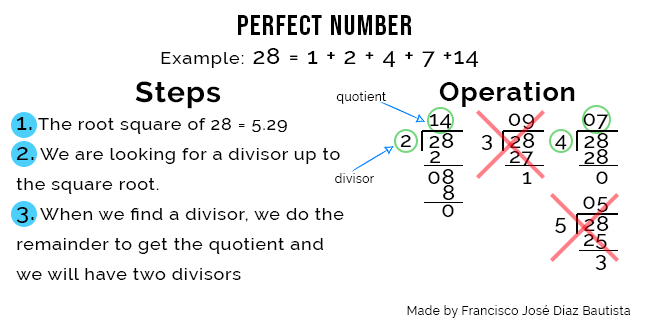 PERFECT NUMBER
Example: 28 = 1 + 2 + 4 + 7 +14
Steps
1. The root square of 28 = 5.29
2. We are looking for a divisor up to
the square root.
3. When we find a divisor, we do the
remainder to get the quotient and
we will have two divisors
Operation
quotient
divisor
14
2 28
2
08
8
0
09
3 28
27
1
07
4 28
28
0
05
5 28
25
3
Made by Francisco José Díaz Bautista